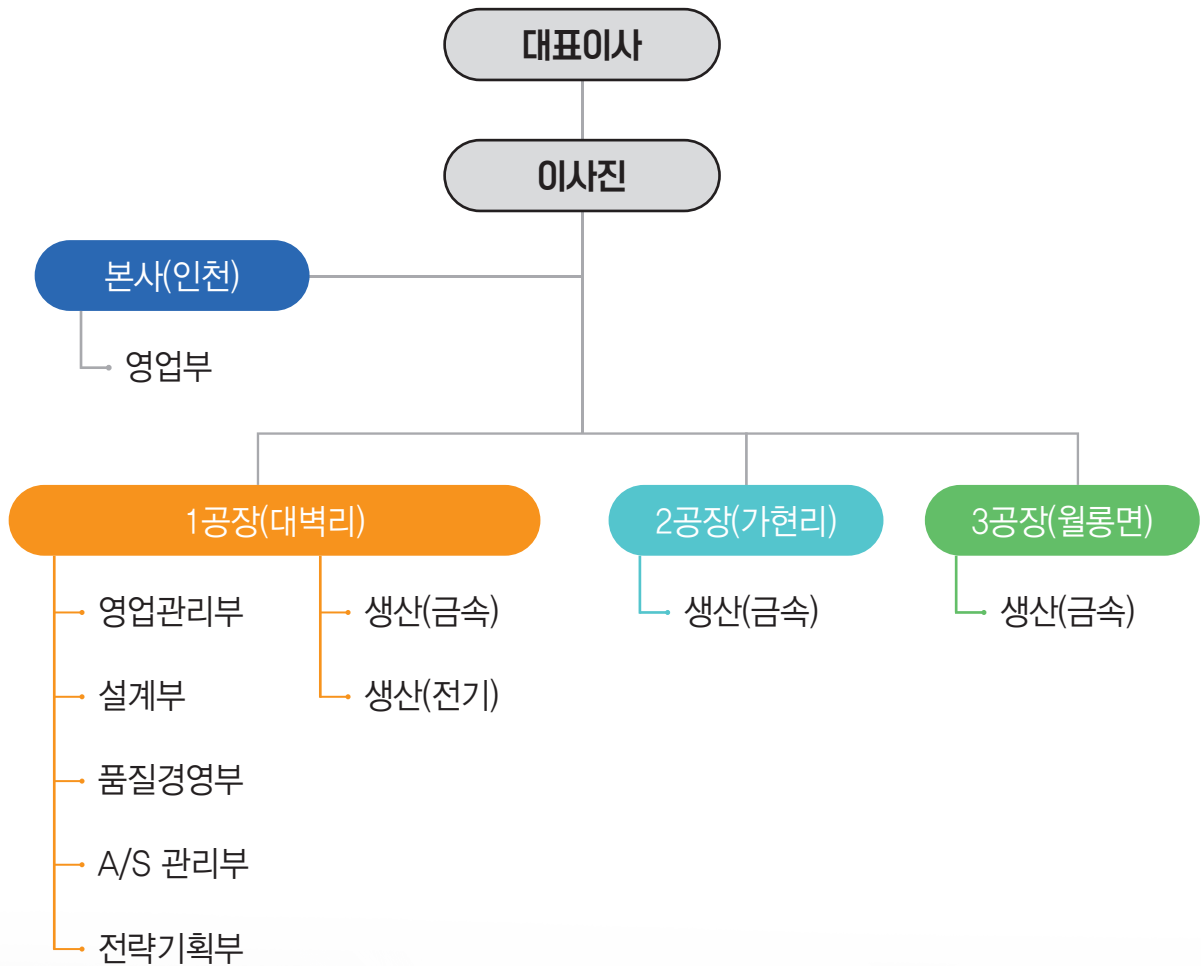 대표이사
이사진
본사(인천)
영업부
1공장(대벽리)
영업관리부
설계부
품질경영부
A/S 관리부
전략기획부
생산(금속)
생산(전기)
2공장(가현리)
생산(금속)
3공장(월롱면)
생산(금속)